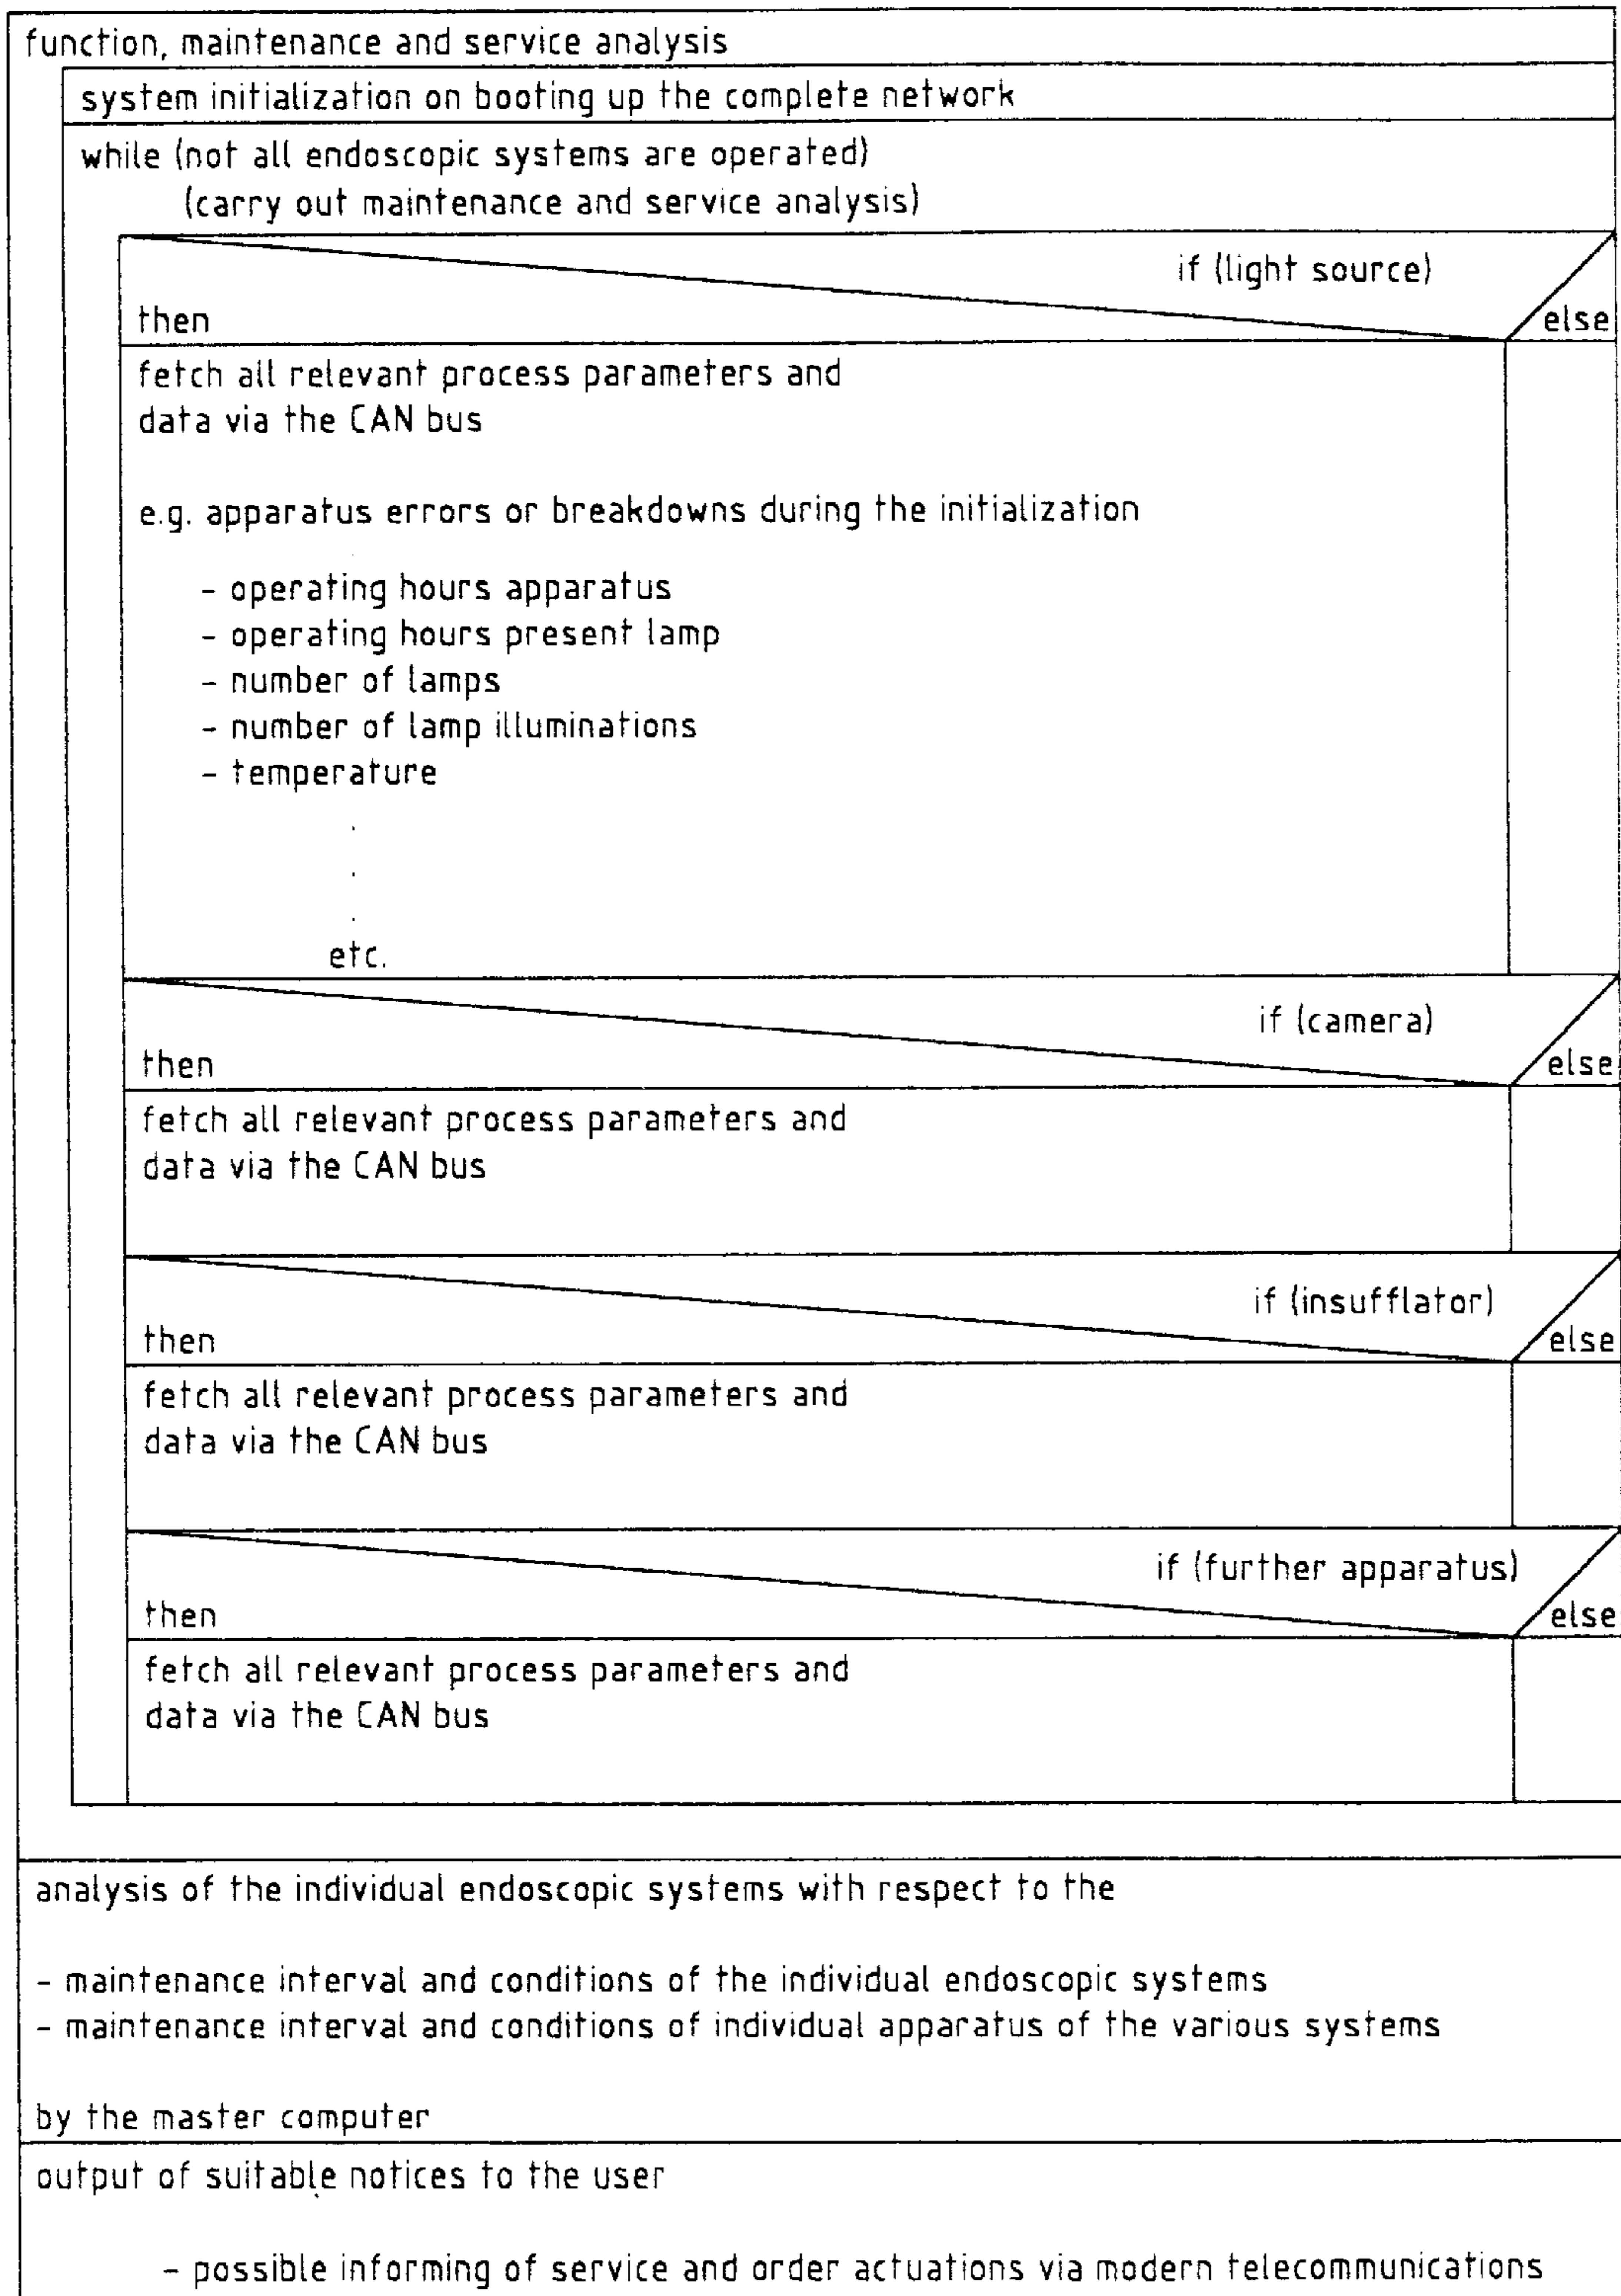 function, maintenance and service analysis
system initialization on booting up the complete network
while (not all endoscopic systems are operated)
(carry out maintenance and service analysis)
if (light source)
then
else
fetch all relevant process parameters and
data via the CAN bus
e.g. apparatus errors or breakdowns during the initialization
- operating hours apparatus
- operating hours present lamp
- number of lamps
- number of lamp illuminations
- temperature
.
.
.
etc.
if (camera)
then
else
fetch all relevant process parameters and
data via the CAN bus
if (insufflator)
then
else
fetch all relevant process parameters and
data via the CAN bus
if (further apparatus)
then
else
fetch all relevant process parameters and
data via the CAN bus
analysis of the individual endoscopic systems with respect to the
- maintenance interval and conditions of the individual endoscopic systems
- maintenance interval and conditions of individual apparatus of the various systems
by the master computer
output of suitable notices to the user
- possible informing of service and order actuations via modern telecommunications